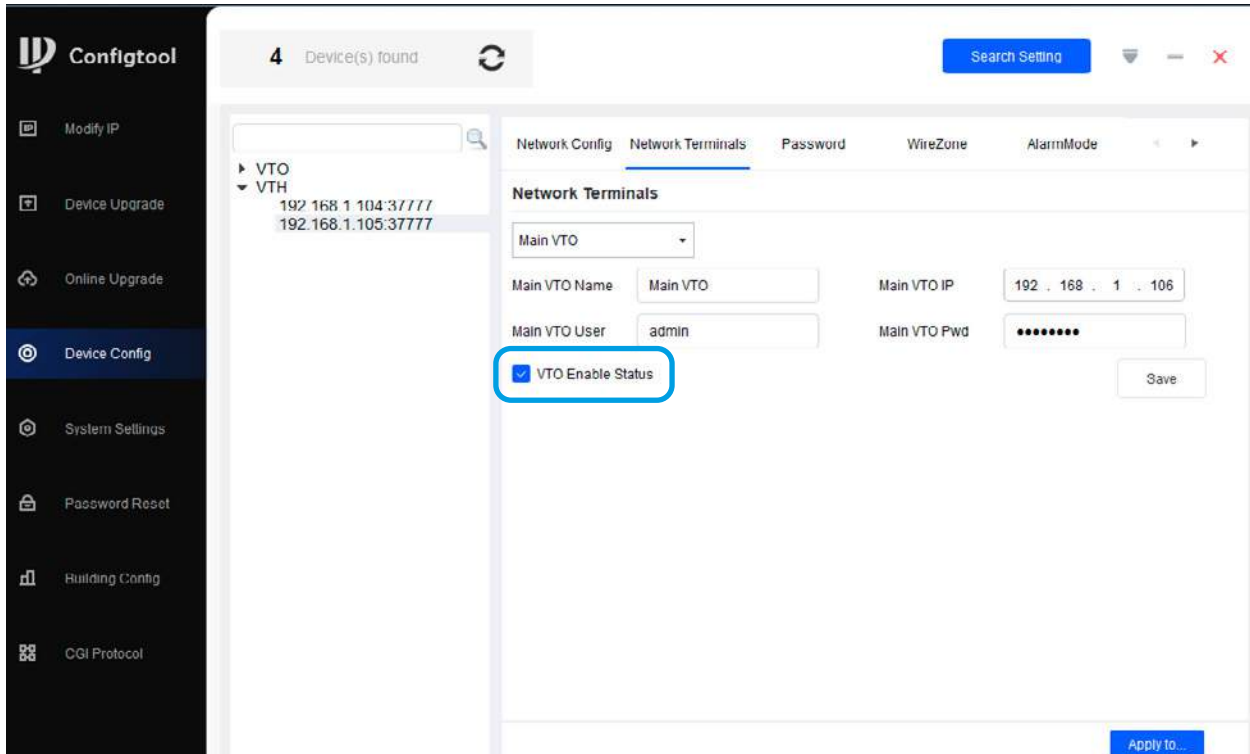 Configtool
4 Device(s) found
Search Setting
Modify IP
Device Upgrade
Online Upgrade
Device Config
System Settings
Password Reset
Building Config
CGI Protocol
VTO
VTH
192.168.1.104:37777
192.168.1.105:37777
Network Config Network Terminals Password WireZone AlarmMode
Network Terminals
Main VTO
Main VTO Name Main VTO Main VTO IP 192 . 168 . 1 . 106
Main VTO User admin Main VTO Pwd ●●●●●●●●
VTO Enable Status
Save
Apply to...